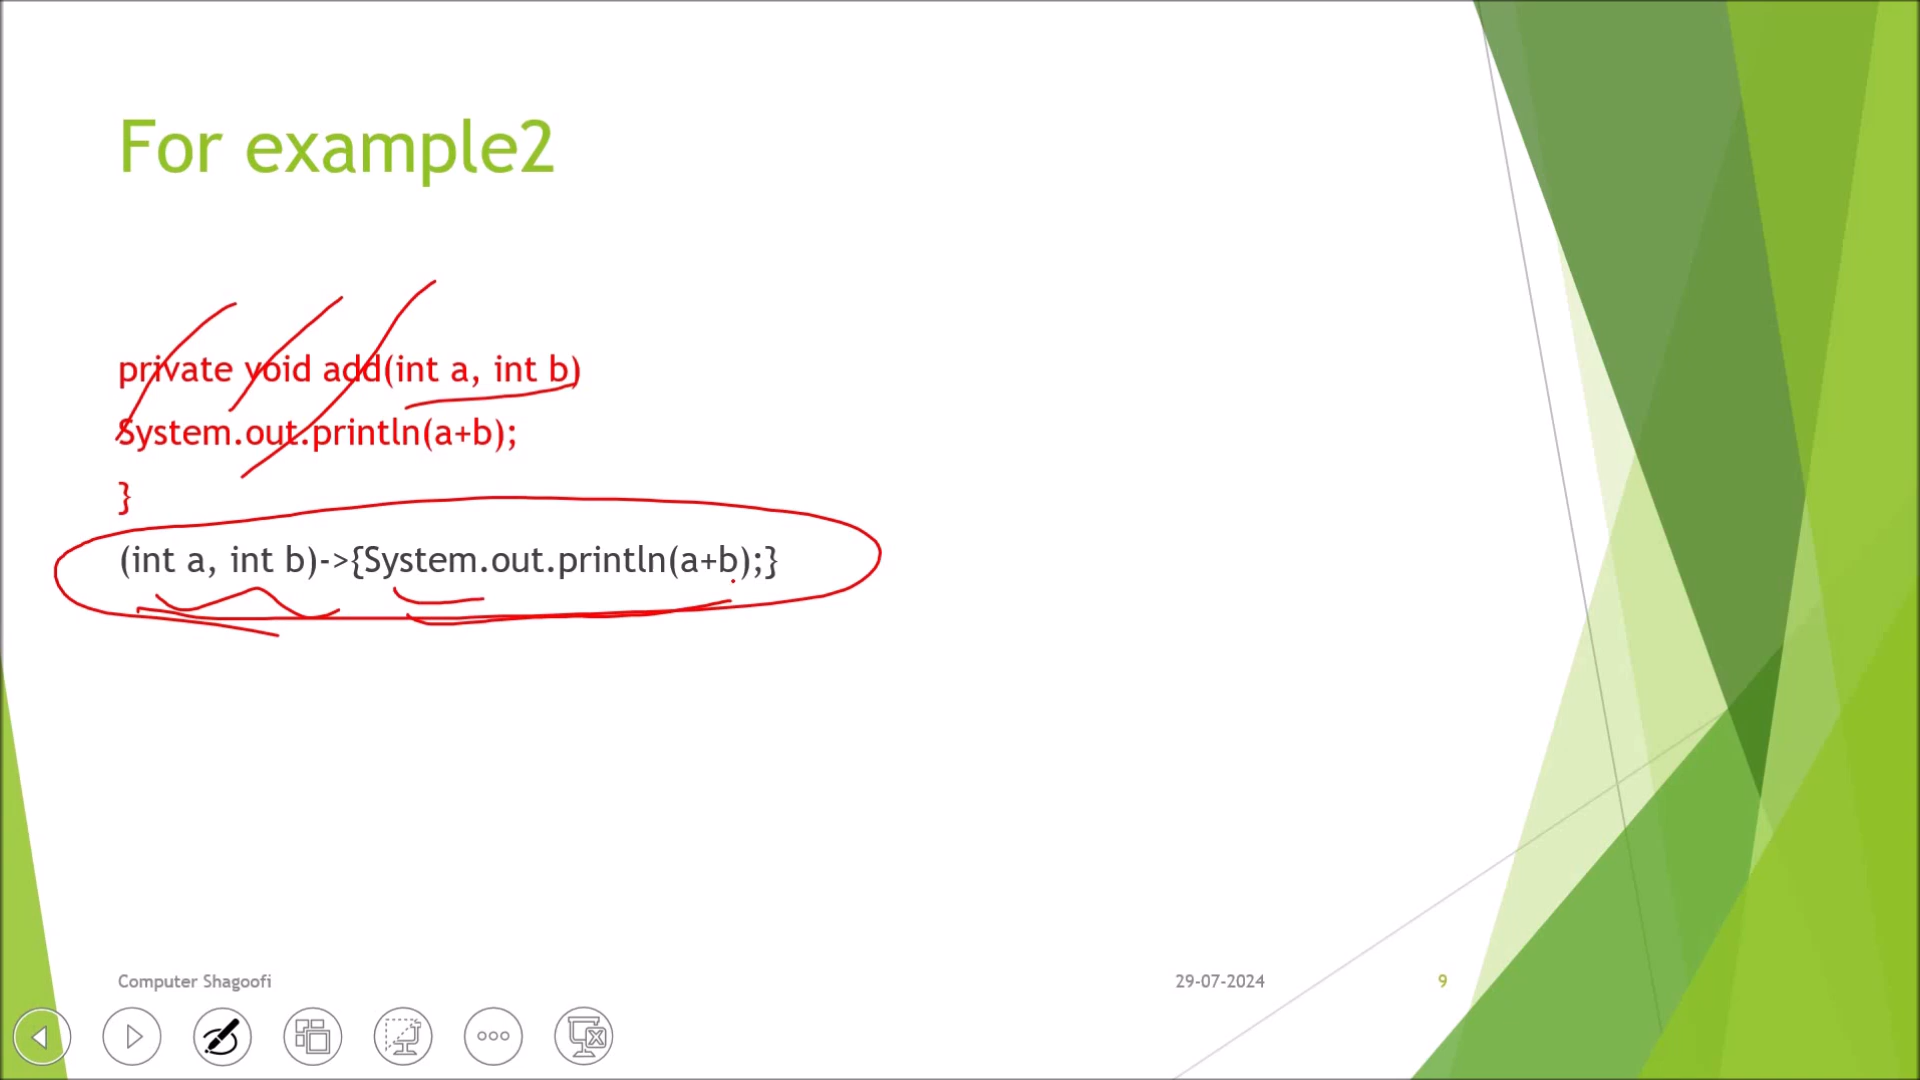 For example2
private void add(int a, int b)
System.out.println(a+b);
}
(int a, int b)->{System.out.println(a+b);}
Computer Shagoofi
29-07-2024
9